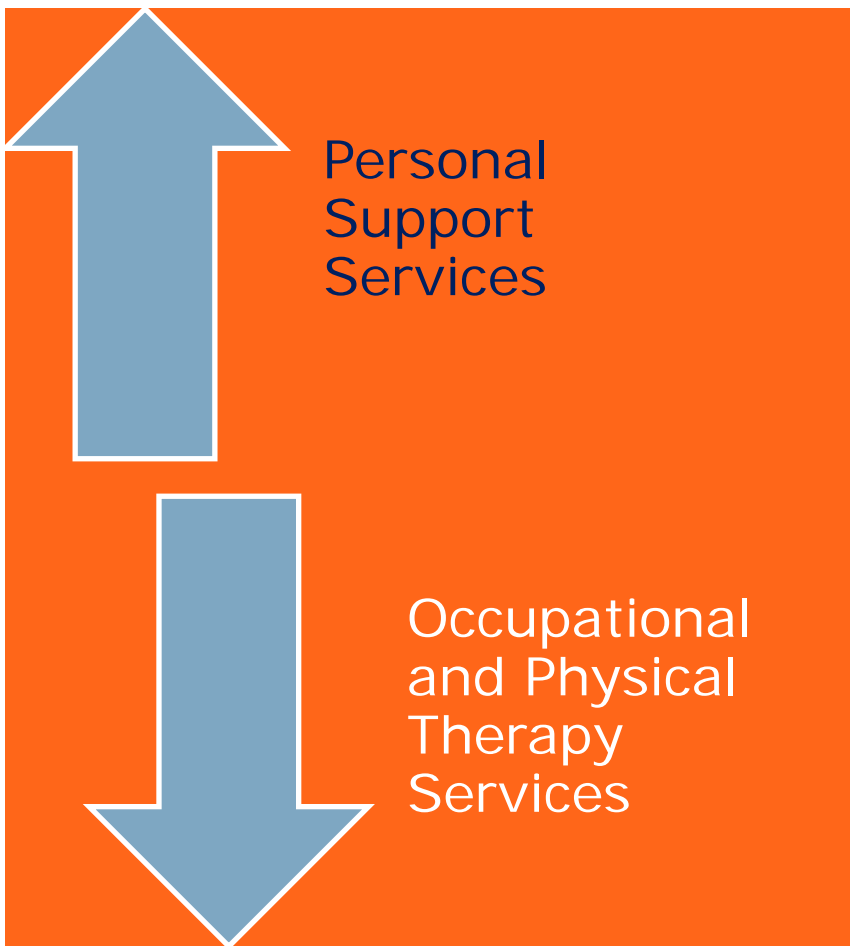 Personal
Support
Services
Occupational
and Physical
Therapy
Services